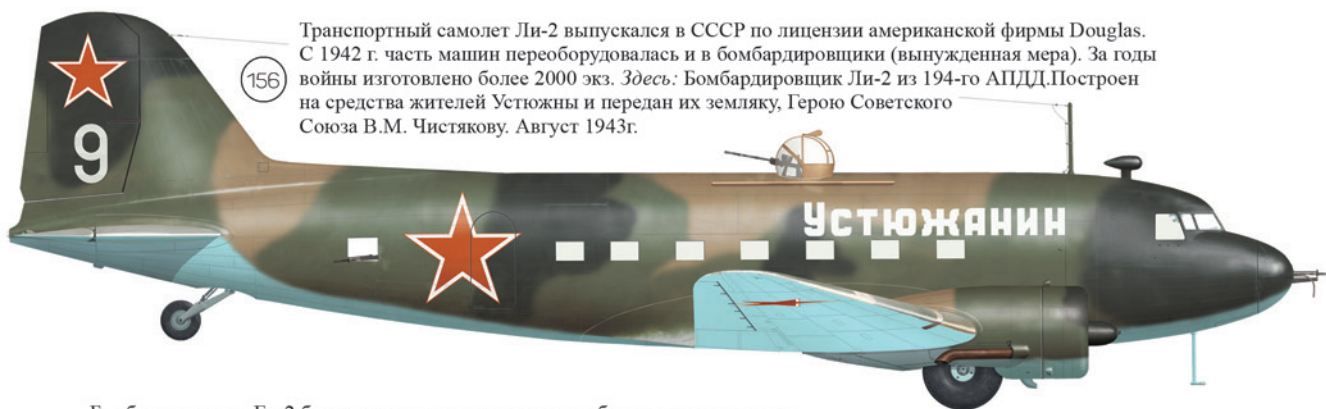 Транспортный самолет Ли-2 выпускался в СССР по лицензии американской фирмы Douglas.
С 1942 г. часть машин переоборудовалась и в бомбардировщики (вынужденная мера). За годы
войны изготовлено более 2000 экз. Здесь: Бомбардировщик Ли-2 из 194-го АПДД.Построен
на средства жителей Устюжны и передан их земляку, Герою Советского
Союза В.М. Чистякову. Август 1943г.
156
9
Устюжанин